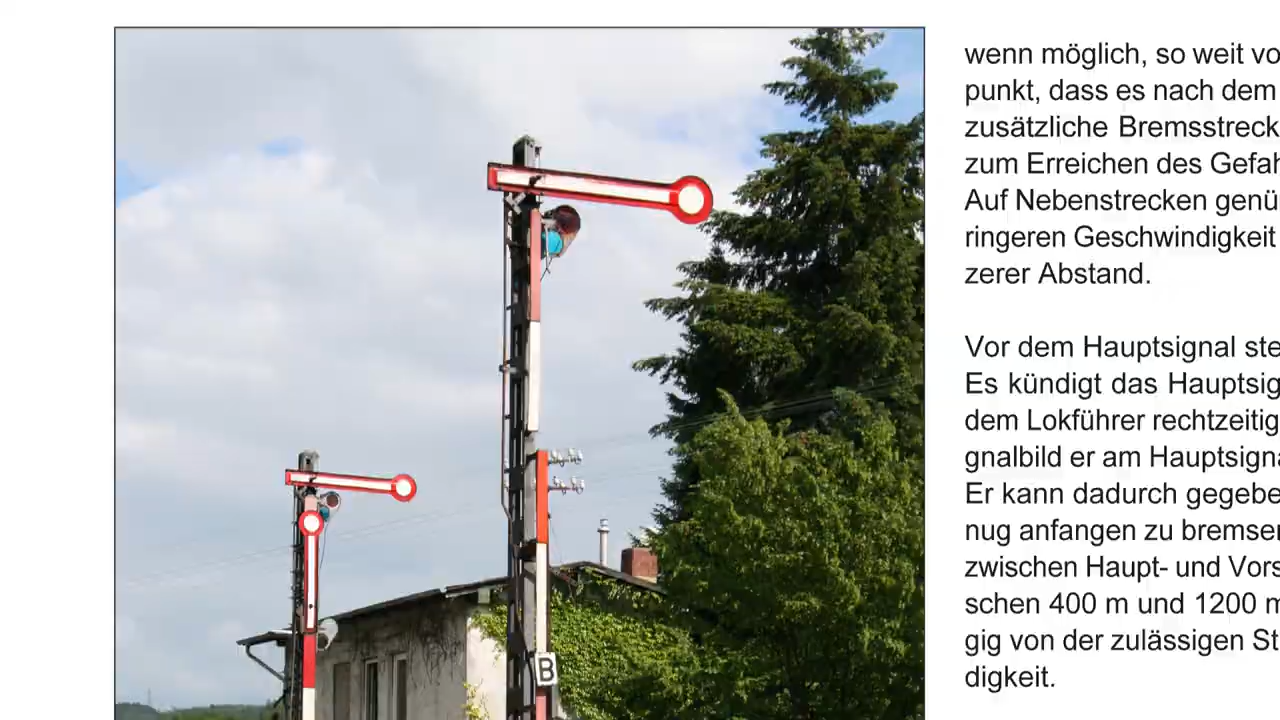 wenn möglich, so weit vo
punkt, dass es nach dem
zusätzliche Bremsstreck
zum Erreichen des Gefah
Auf Nebenstrecken genü
ringeren Geschwindigkeit
zerer Abstand.
Vor dem Hauptsignal ste
Es kündigt das Hauptsig
dem Lokführer rechtzeitig
gnalbild er am Hauptsigna
Er kann dadurch gegebe
nug anfangen zu bremsen
zwischen Haupt- und Vors
schen 400 m und 1200 m
gig von der zulässigen St
digkeit.
B